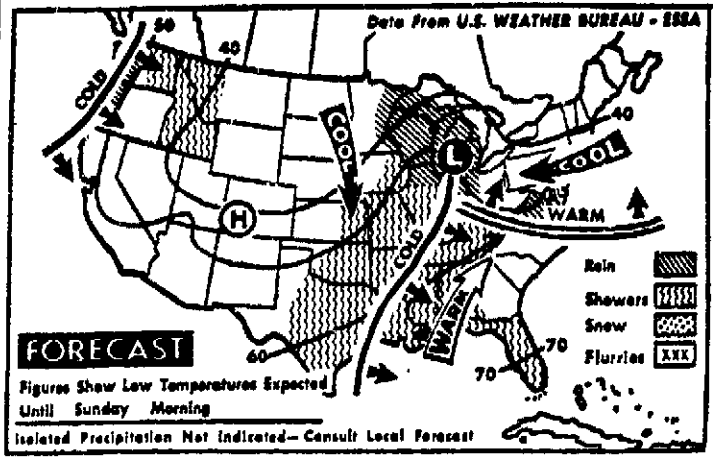 Data From U.S. WEATHER BUREAU - ESSA
50
40
COLD
COOL
L
40
COOL
H
WARM
COLD
WARM
Rain
Showers
Snow
Flurries XXX
FORECAST
60
70
70
Figures Show Low Temperatures Expected
Until Sunday Morning
Isolated Precipitation Not Indicated— Consult Local Forecast